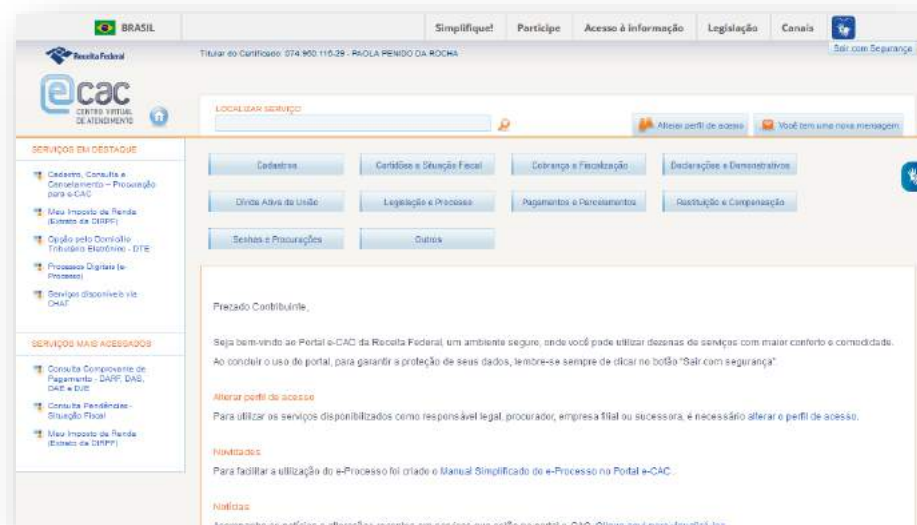 BRASIL
Simplifique!
Participe
Acesso à informação
Legislação
Canais
Receita Federal
Titular do Certificado: 074.960.116-29 - PAOLA PENIDO DA ROCHA
Sair com Segurança
e cac
CENTRO VIRTUAL
DE ATENDIMENTO
LOCALIZAR SERVIÇO
Alterar perfil de acesso
Você tem uma nova mensagem
SERVIÇOS EM DESTAQUE
Cadastro, Consulta e
Cancelamento – Procuração
para e-CAC
Meu Imposto de Renda
(Extrato da DIRPF)
Opção pelo Domicílio
Tributário Eletrônico - DTE
Processos Digitais (e-
Processo)
Serviços disponíveis via
CHAT
SERVIÇOS MAIS ACESSADOS
Consulta Comprovante de
Pagamento - DARF, DAS,
DAE e DJE
Consulta Pendências -
Situação Fiscal
Meu Imposto de Renda
(Extrato da DIRPF)
Cadastros
Certidões e Situação Fiscal
Cobrança e Fiscalização
Declarações e Demonstrativos
Dívida Ativa da União
Legislação e Processo
Pagamentos e Parcelamentos
Restituição e Compensação
Senhas e Procurações
Outros
Prezado Contribuinte,
Seja bem-vindo ao Portal e-CAC da Receita Federal, um ambiente seguro, onde você pode utilizar dezenas de serviços com maior conforto e comodidade.
Ao concluir o uso do portal, para garantir a proteção de seus dados, lembre-se sempre de clicar no botão "Sair com segurança".
Alterar perfil de acesso
Para utilizar os serviços disponibilizados como responsável legal, procurador, empresa filial ou sucessora, é necessário alterar o perfil de acesso.
Novidades
Para facilitar a utilização do e-Processo foi criado o Manual Simplificado do e-Processo no Portal e-CAC.
Notícias